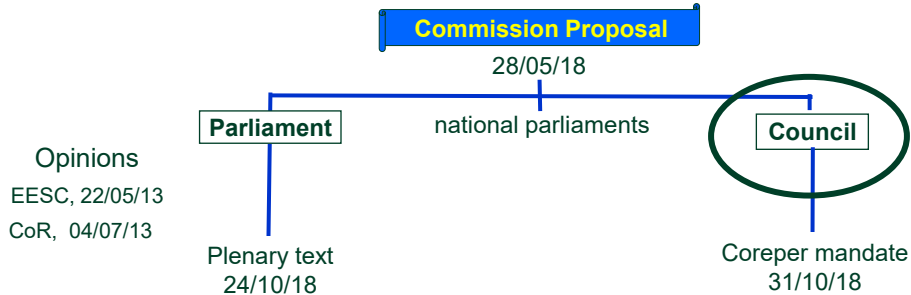 Commission Proposal
28/05/18
Parliament
national parliaments
Council
Opinions
EESC, 22/05/13
CoR, 04/07/13
Plenary text
24/10/18
Coreper mandate
31/10/18